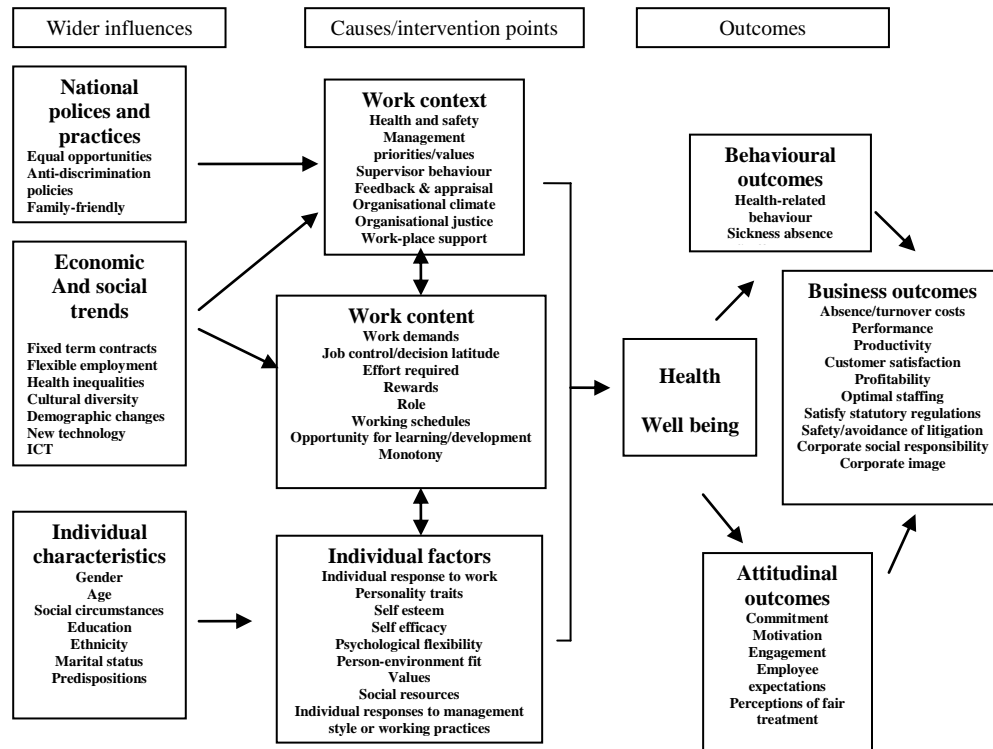 Wider influences
Causes/intervention points
Outcomes
National
polices and
practices
Equal opportunities
Anti-discrimination
policies
Family-friendly
Economic
And social
trends
Fixed term contracts
Flexible employment
Health inequalities
Cultural diversity
Demographic changes
New technology
ICT
Individual
characteristics
Gender
Age
Social circumstances
Education
Ethnicity
Marital status
Predispositions
Work context
Health and safety
Management
priorities/values
Supervisor behaviour
Feedback & appraisal
Organisational climate
Organisational justice
Work-place support
Work content
Work demands
Job control/decision latitude
Effort required
Rewards
Role
Working schedules
Opportunity for learning/development
Monotony
Individual factors
Individual response to work
Personality traits
Self esteem
Self efficacy
Psychological flexibility
Person-environment fit
Values
Social resources
Individual responses to management
style or working practices
Health
Well being
Behavioural
outcomes
Health-related
behaviour
Sickness absence
Business outcomes
Absence/turnover costs
Performance
Productivity
Customer satisfaction
Profitability
Optimal staffing
Satisfy statutory regulations
Safety/avoidance of litigation
Corporate social responsibility
Corporate image
Attitudinal
outcomes
Commitment
Motivation
Engagement
Employee
expectations
Perceptions of fair
treatment